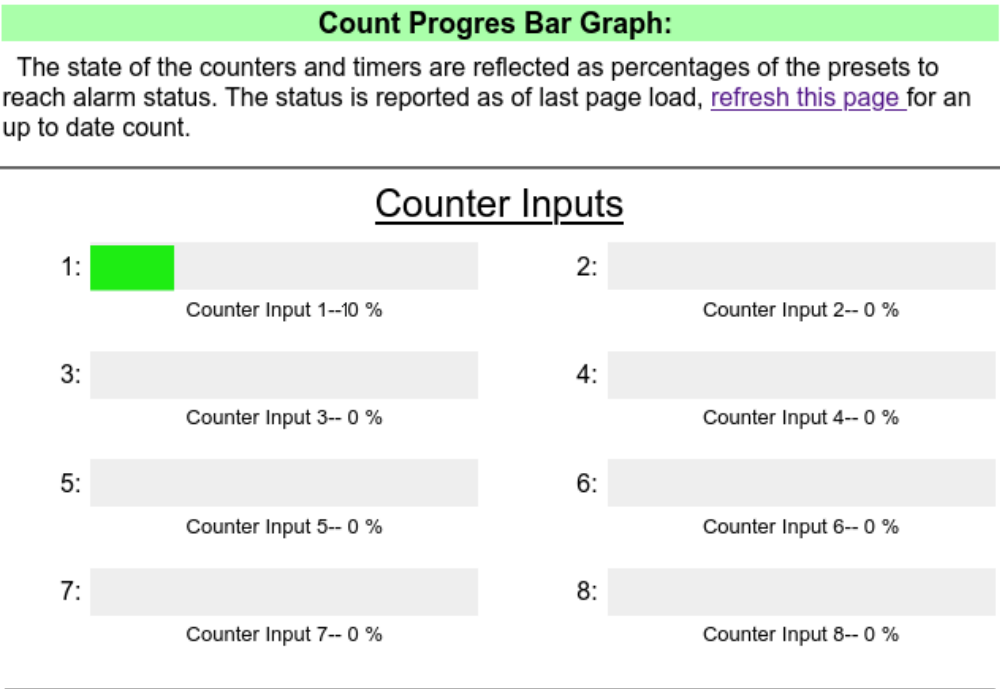 Count Progres Bar Graph:
The state of the counters and timers are reflected as percentages of the presets to
reach alarm status. The status is reported as of last page load, refresh this page for an
up to date count.
Counter Inputs
1: 2:
Counter Input 1--10 % Counter Input 2-- 0 %
3: 4:
Counter Input 3-- 0 % Counter Input 4-- 0 %
5: 6:
Counter Input 5-- 0 % Counter Input 6-- 0 %
7: 8:
Counter Input 7-- 0 % Counter Input 8-- 0 %